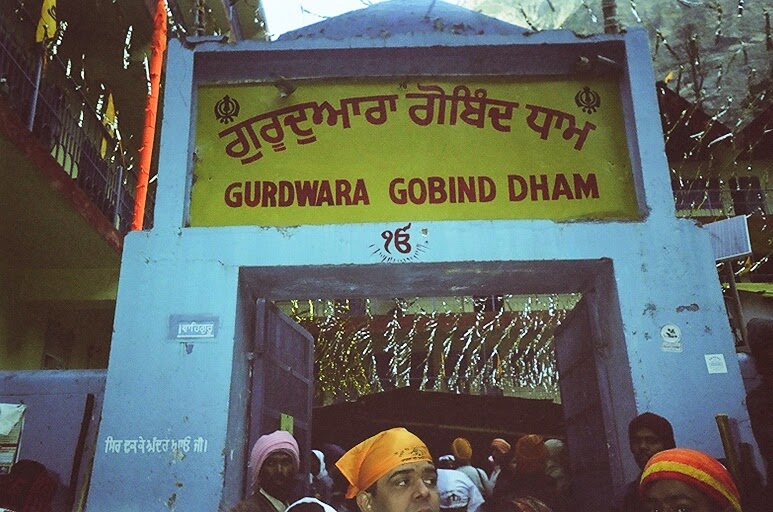 ਗੁਰੂਦੁਆਰਾ ਗੋਬਿੰਦ ਧਾਮ
GURDWARA GOBIND DHAM
ੴ
ਵਾਹਿਗੁਰੂ
ਸਿਰ ਢਕ ਕੇ ਅੰਦਰ ਆਓ ਜੀ।